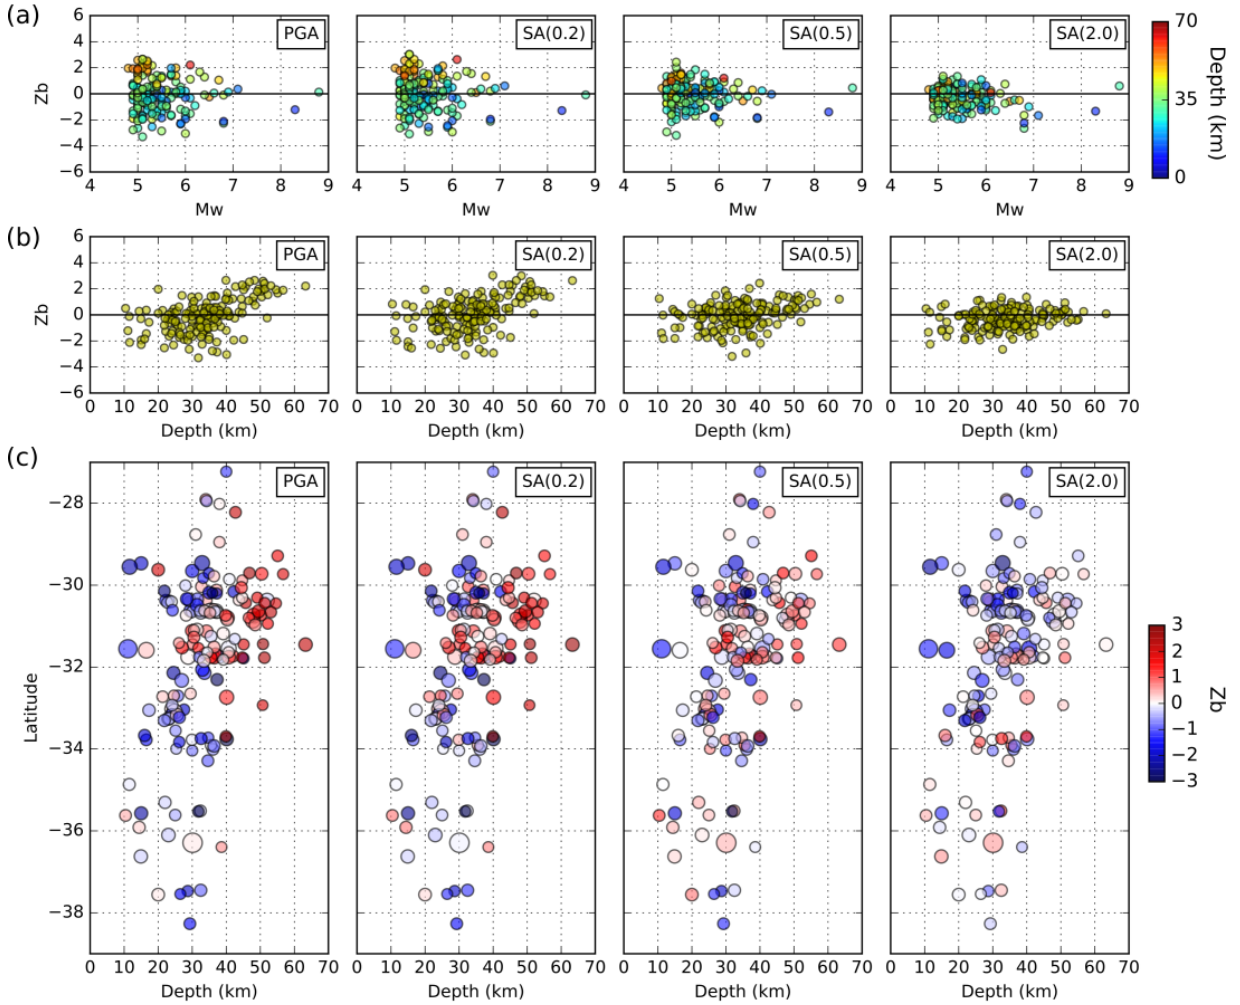 (a)
6
4
2
0
−2
−4
−6
Zb
PGA
SA(0.2)
SA(0.5)
SA(2.0)
4 5 6 7 8 9
4 5 6 7 8 9
4 5 6 7 8 9
4 5 6 7 8 9
Mw
Mw
Mw
Mw
70
35
0
Depth (km)
(b)
6
4
2
0
−2
−4
−6
Zb
PGA
SA(0.2)
SA(0.5)
SA(2.0)
0 10 20 30 40 50 60 70
0 10 20 30 40 50 60 70
0 10 20 30 40 50 60 70
0 10 20 30 40 50 60 70
Depth (km)
Depth (km)
Depth (km)
Depth (km)
(c)
−28
−30
−32
−34
−36
−38
Latitude
PGA
SA(0.2)
SA(0.5)
SA(2.0)
0 10 20 30 40 50 60 70
0 10 20 30 40 50 60 70
0 10 20 30 40 50 60 70
0 10 20 30 40 50 60 70
Depth (km)
Depth (km)
Depth (km)
Depth (km)
3
2
1
0
−1
−2
−3
Zb